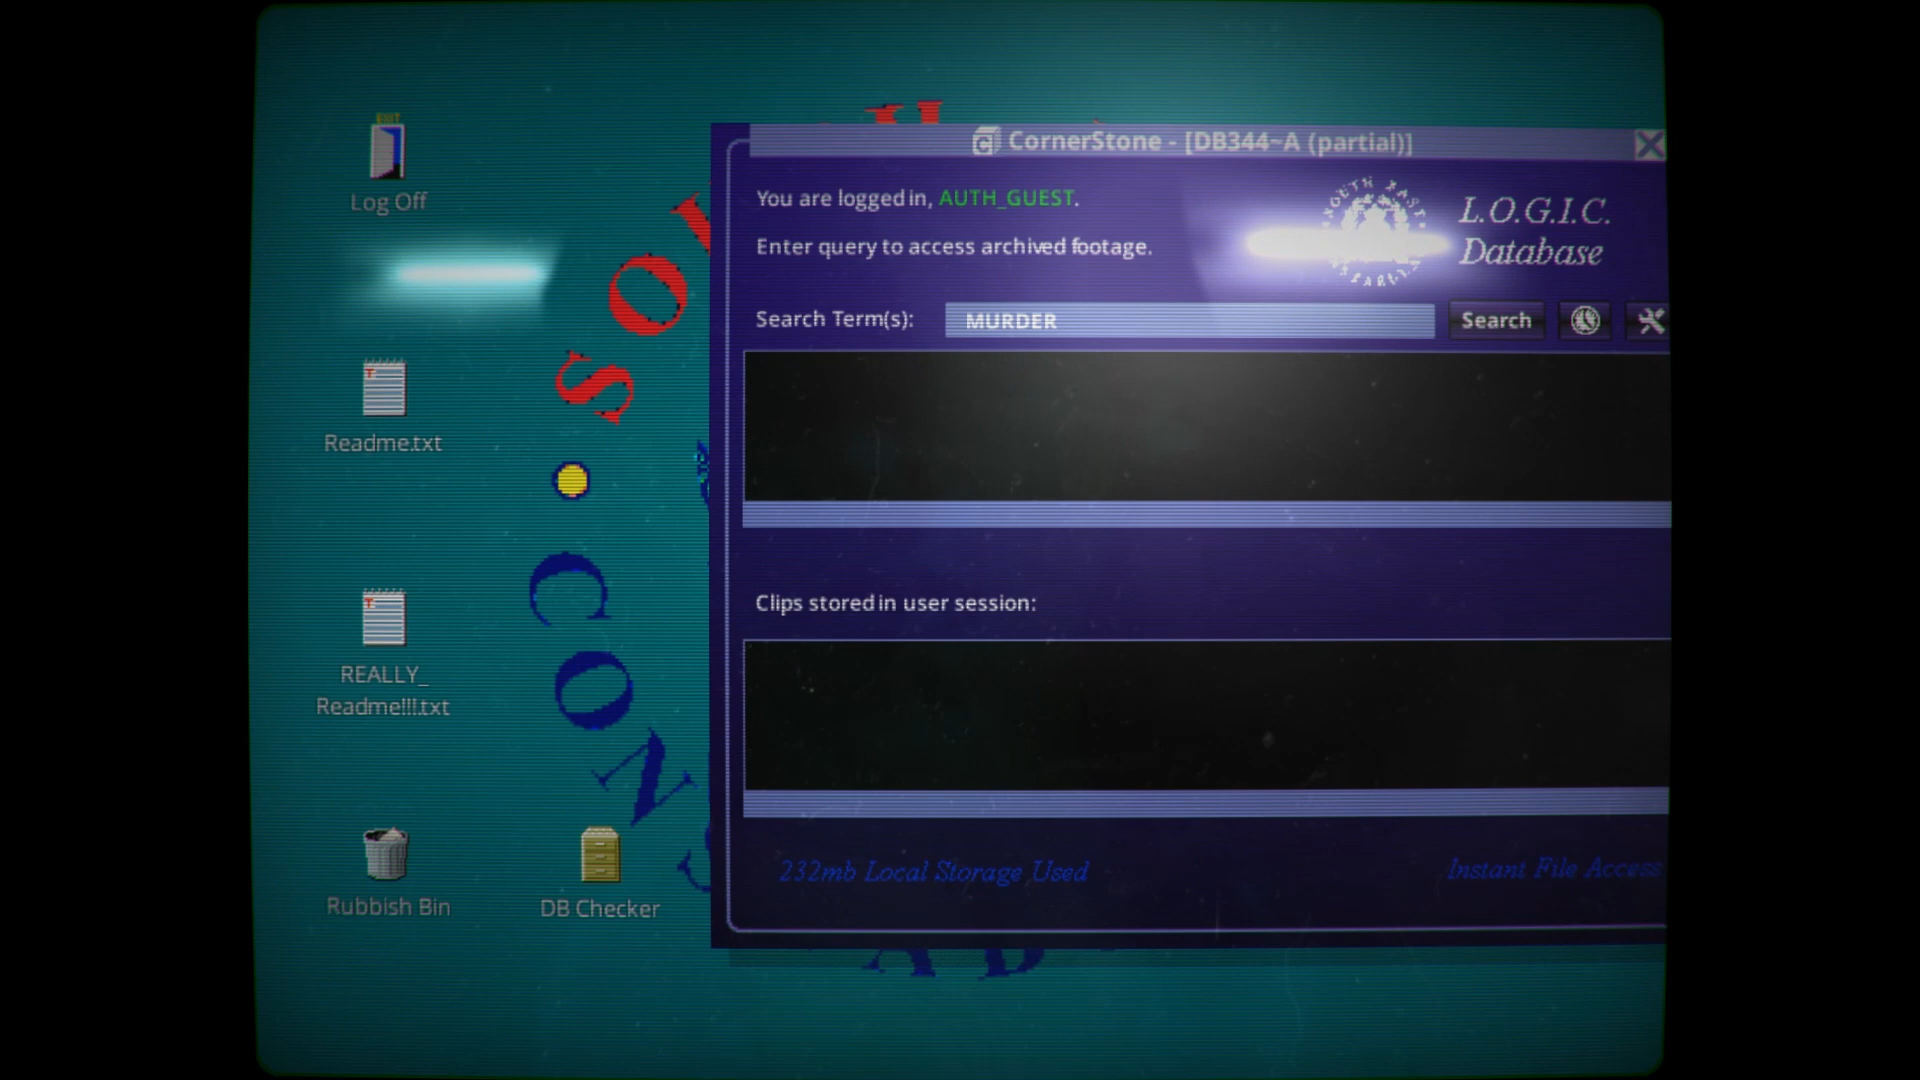 EXIT
Log Off
Readme.txt
REALLY_
Readme!!!.txt
Rubbish Bin
DB Checker
CornerStone - [DB344~A (partial)]
You are logged in, AUTH_GUEST.
Enter query to access archived footage.
L.O.G.I.C.
Database
Search Term(s):
MURDER
Search
Clips stored in user session:
232mb Local Storage Used
Instant File Access